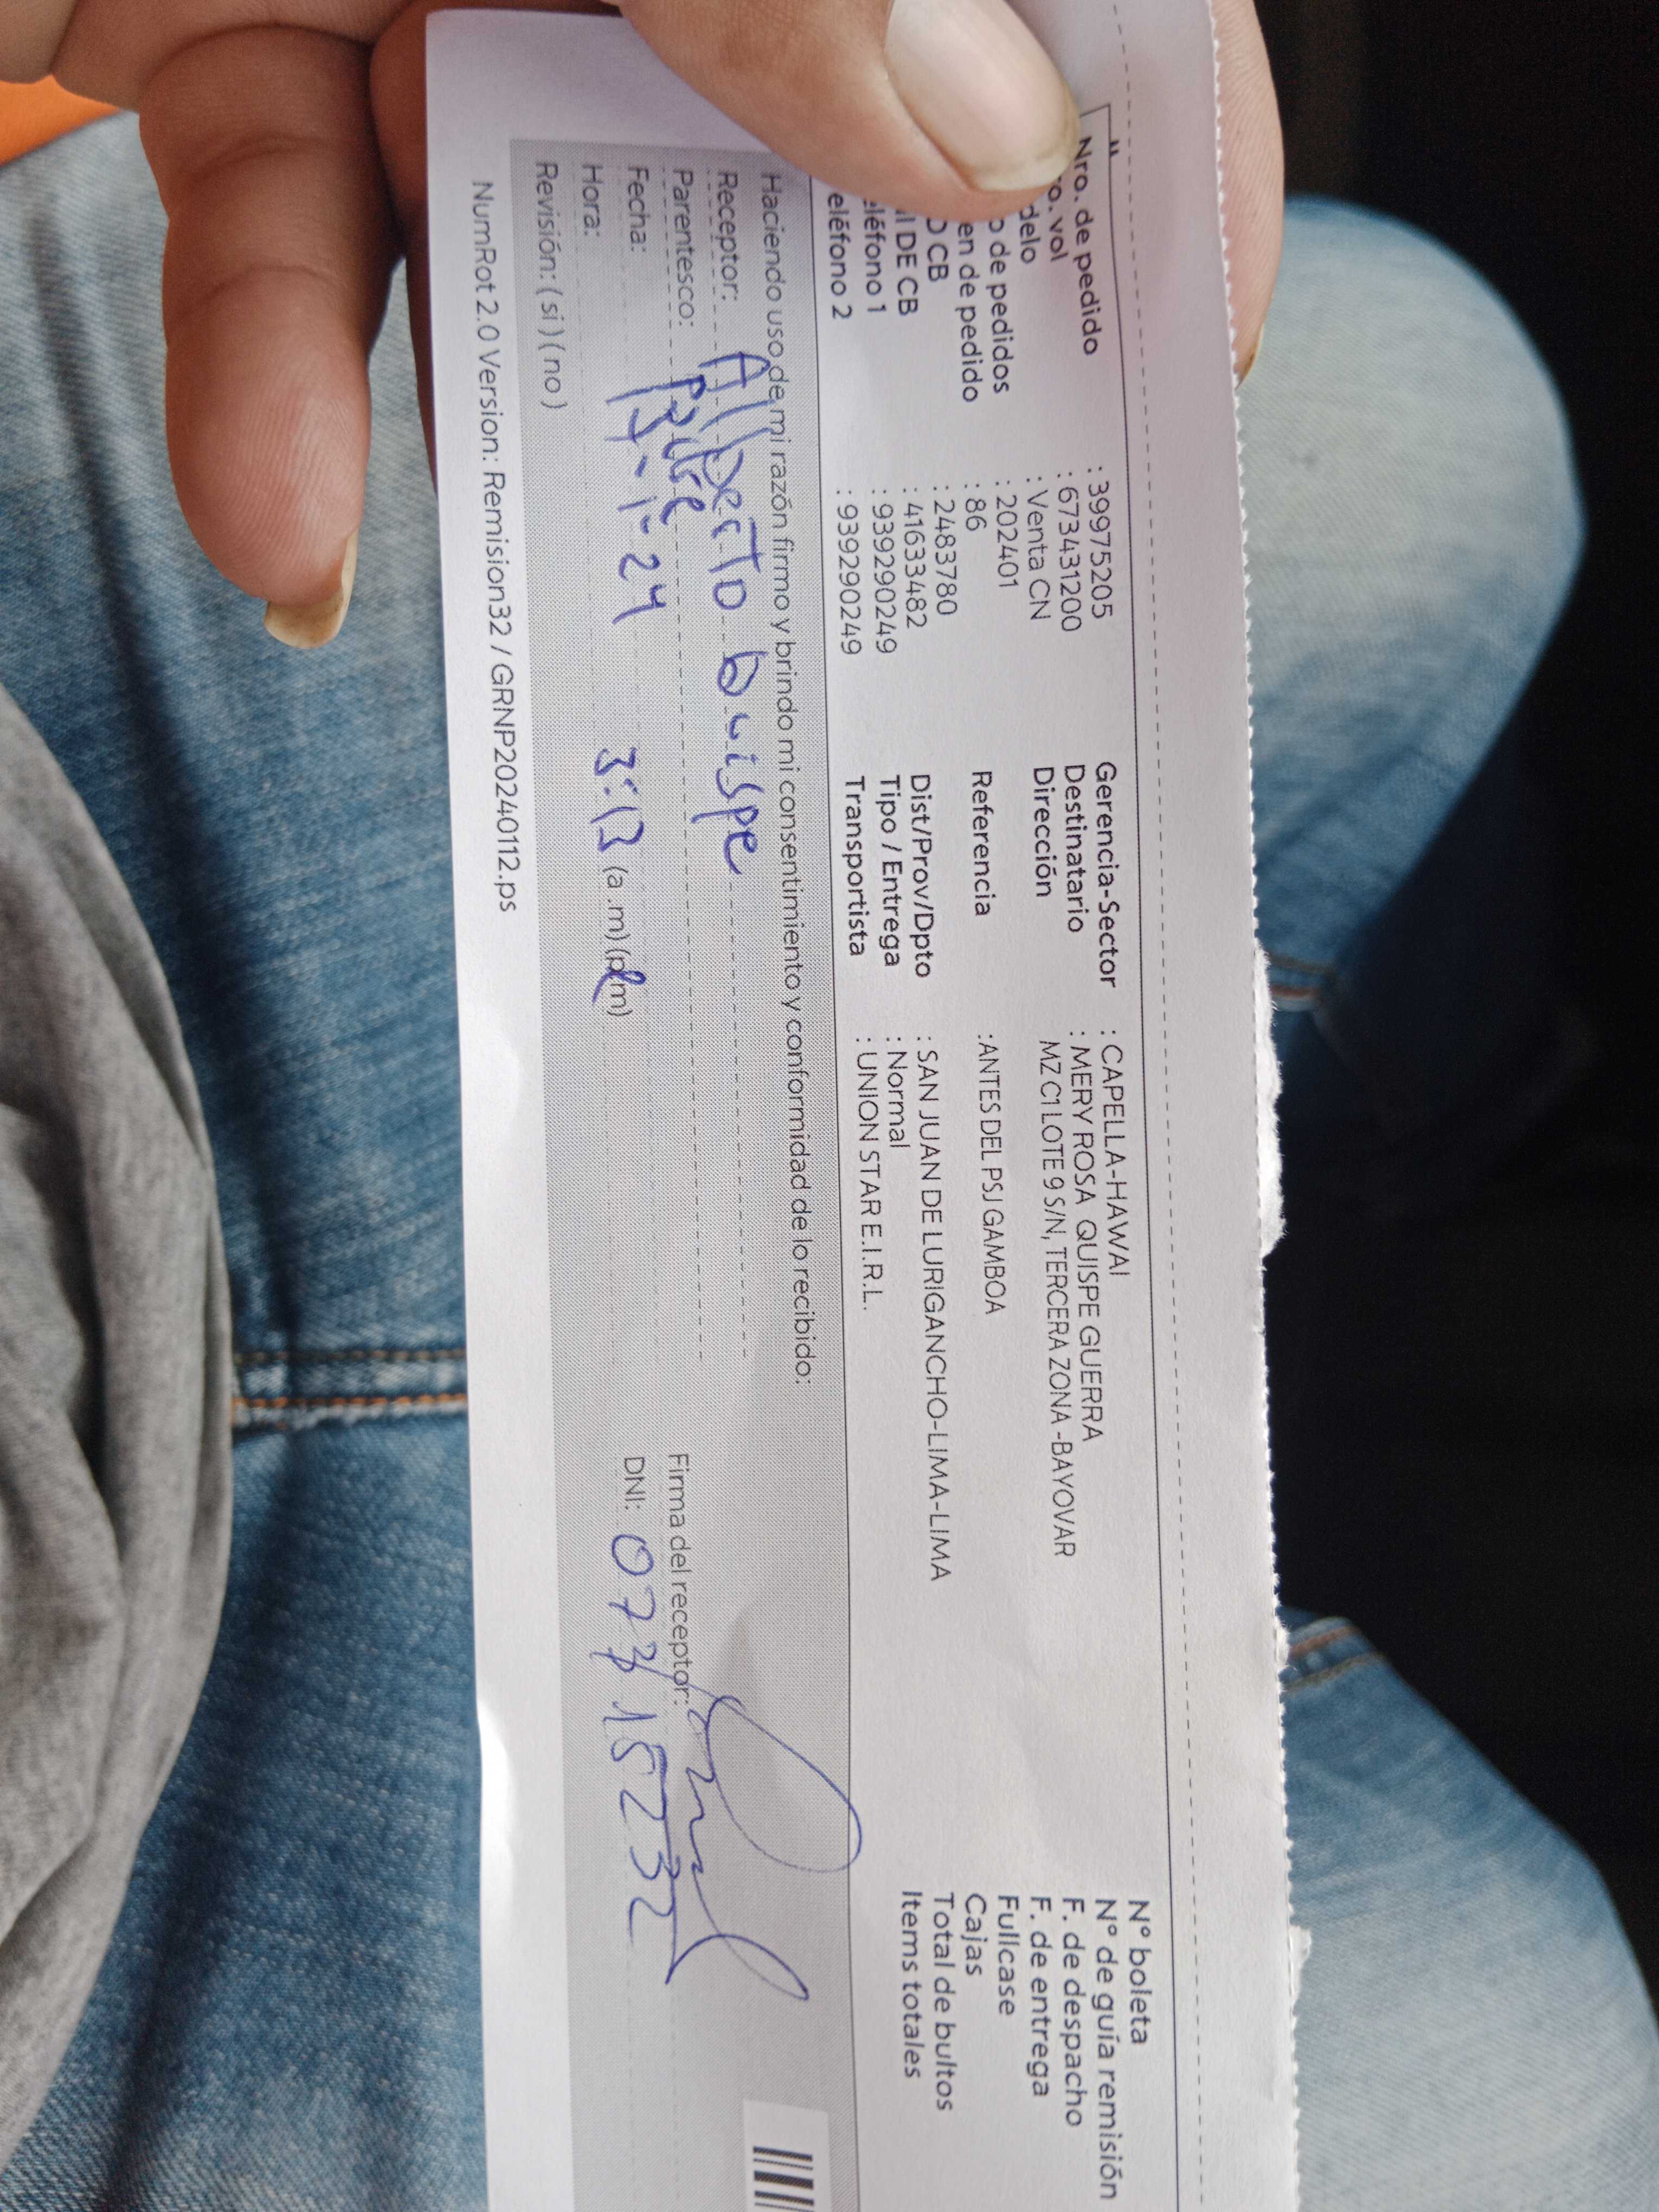 Nro. de pedido : 39975205
o. vol : 673431200
delo : Venta CN
o de pedidos : 202401
en de pedido : 86
O CB : 2483780
I DE CB : 41633482
eléfono 1 : 939290249
eléfono 2 : 939290249
Gerencia-Sector : CAPELLA-HAWAI
Destinatario : MERY ROSA QUISPE GUERRA
Dirección MZ C1 LOTE 9 S/N, TERCERA ZONA -BAYOVAR
Referencia :ANTES DEL PSJ GAMBOA
Dist/Prov/Dpto : SAN JUAN DE LURIGANCHO-LIMA-LIMA
Tipo / Entrega : Normal
Transportista : UNION STAR E.I.R.L.
N° boleta
N° de guía remisión
F. de despacho
F. de entrega
Fullcase
Cajas
Total de bultos
Items totales
Haciendo uso de mi razón firmo y brindo mi consentimiento y conformidad de lo recibido:
Receptor: Alberto Quispe
Parentesco: Padre
Fecha: -1-24
Hora: 3:13 (a.m) (p.m)
Revisión: ( si ) ( no )
Firma del receptor:
DNI: 073 15232
NumRot 2.0 Version: Remision32 / GRNP20240112.ps